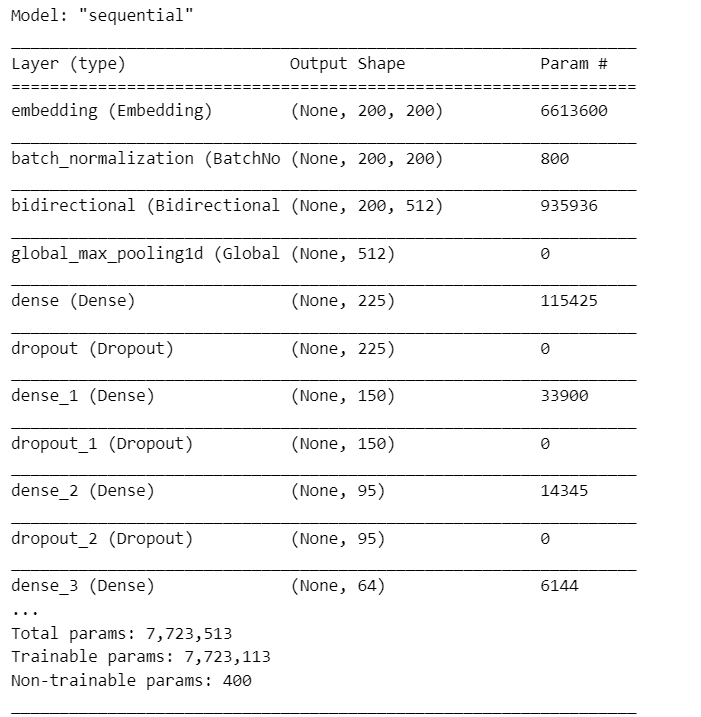 Model: "sequential"
_________________________________________________________________
Layer (type)                 Output Shape              Param #
=================================================================
embedding (Embedding)        (None, 200, 200)          6613600
_________________________________________________________________
batch_normalization (BatchNo (None, 200, 200)          800
_________________________________________________________________
bidirectional (Bidirectional (None, 200, 512)          935936
_________________________________________________________________
global_max_pooling1d (Global (None, 512)               0
_________________________________________________________________
dense (Dense)                (None, 225)               115425
_________________________________________________________________
dropout (Dropout)            (None, 225)               0
_________________________________________________________________
dense_1 (Dense)              (None, 150)               33900
_________________________________________________________________
dropout_1 (Dropout)          (None, 150)               0
_________________________________________________________________
dense_2 (Dense)              (None, 95)                14345
_________________________________________________________________
dropout_2 (Dropout)          (None, 95)                0
_________________________________________________________________
dense_3 (Dense)              (None, 64)                6144
...
Total params: 7,723,513
Trainable params: 7,723,113
Non-trainable params: 400
_________________________________________________________________